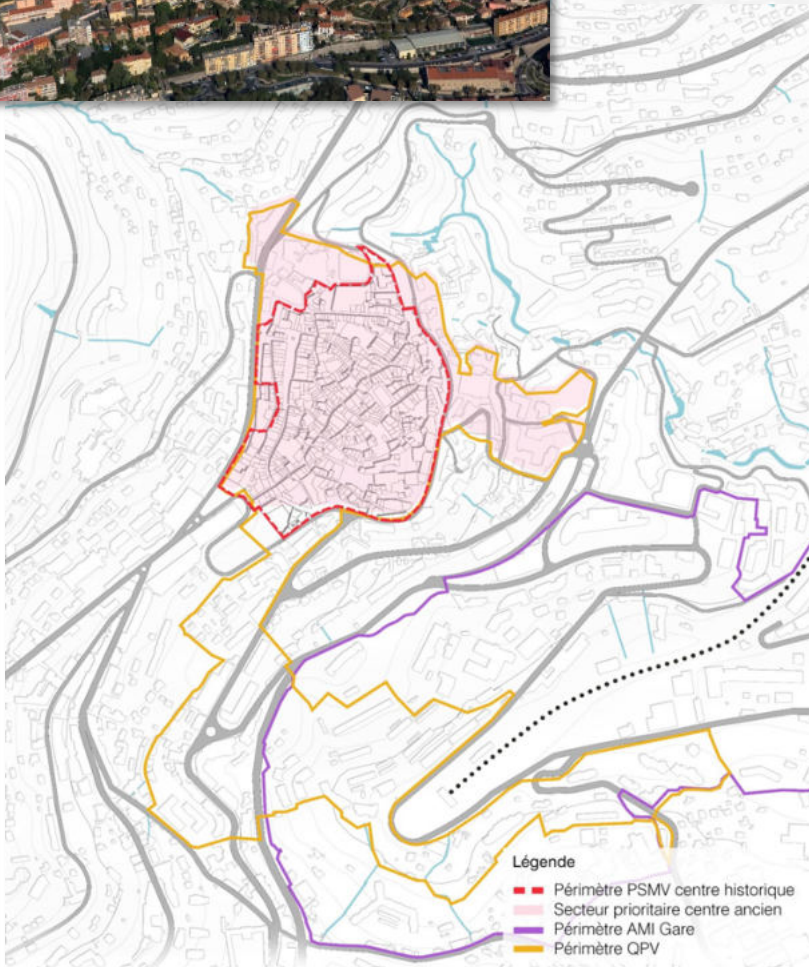 Légende
Périmètre PSMV centre historique
Secteur prioritaire centre ancien
Périmètre AMI Gare
Périmètre QPV